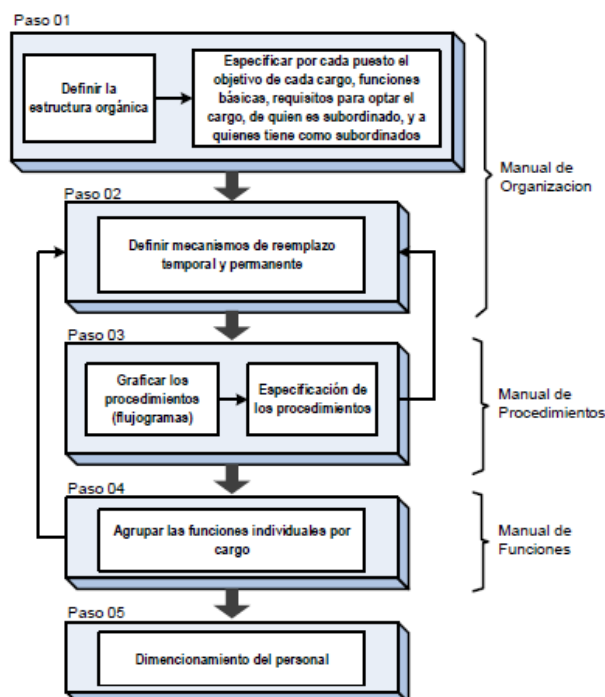 Paso 01
Definir la
estructura orgánica
Especificar por cada puesto el
objetivo de cada cargo, funciones
básicas, requisitos para optar el
cargo, de quien es subordinado, y a
quienes tiene como subordinados
Manual de
Organizacion
Paso 02
Definir mecanismos de reemplazo
temporal y permanente
Paso 03
Graficar los
procedimientos
(flujogramas)
Especificación de
los procedimientos
Manual de
Procedimientos
Paso 04
Agrupar las funciones individuales por
cargo
Manual de
Funciones
Paso 05
Dimencionamiento del personal